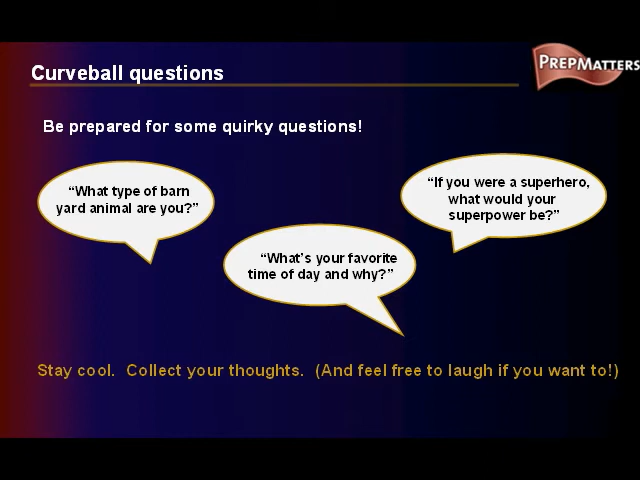 PREPMATTERS
Curveball questions
Be prepared for some quirky questions!
“What type of barn
yard animal are you?”
“If you were a superhero,
what would your
superpower be?”
“What’s your favorite
time of day and why?”
Stay cool. Collect your thoughts. (And feel free to laugh if you want to!)